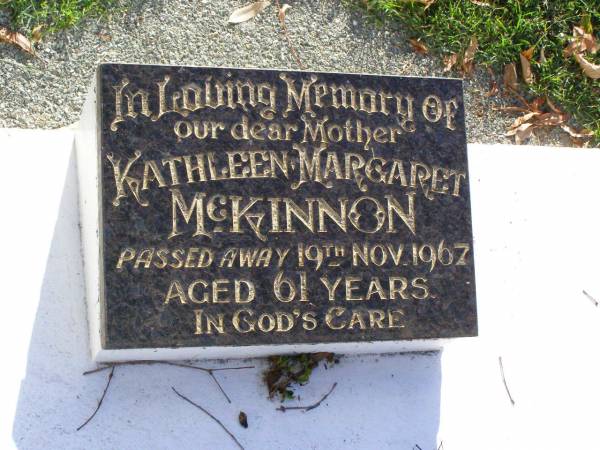 In Loving Memory Of
our dear Mother
Kathleen Margaret
McKinnon
Passed Away 19th Nov. 1967
Aged 61 Years
In God's Care